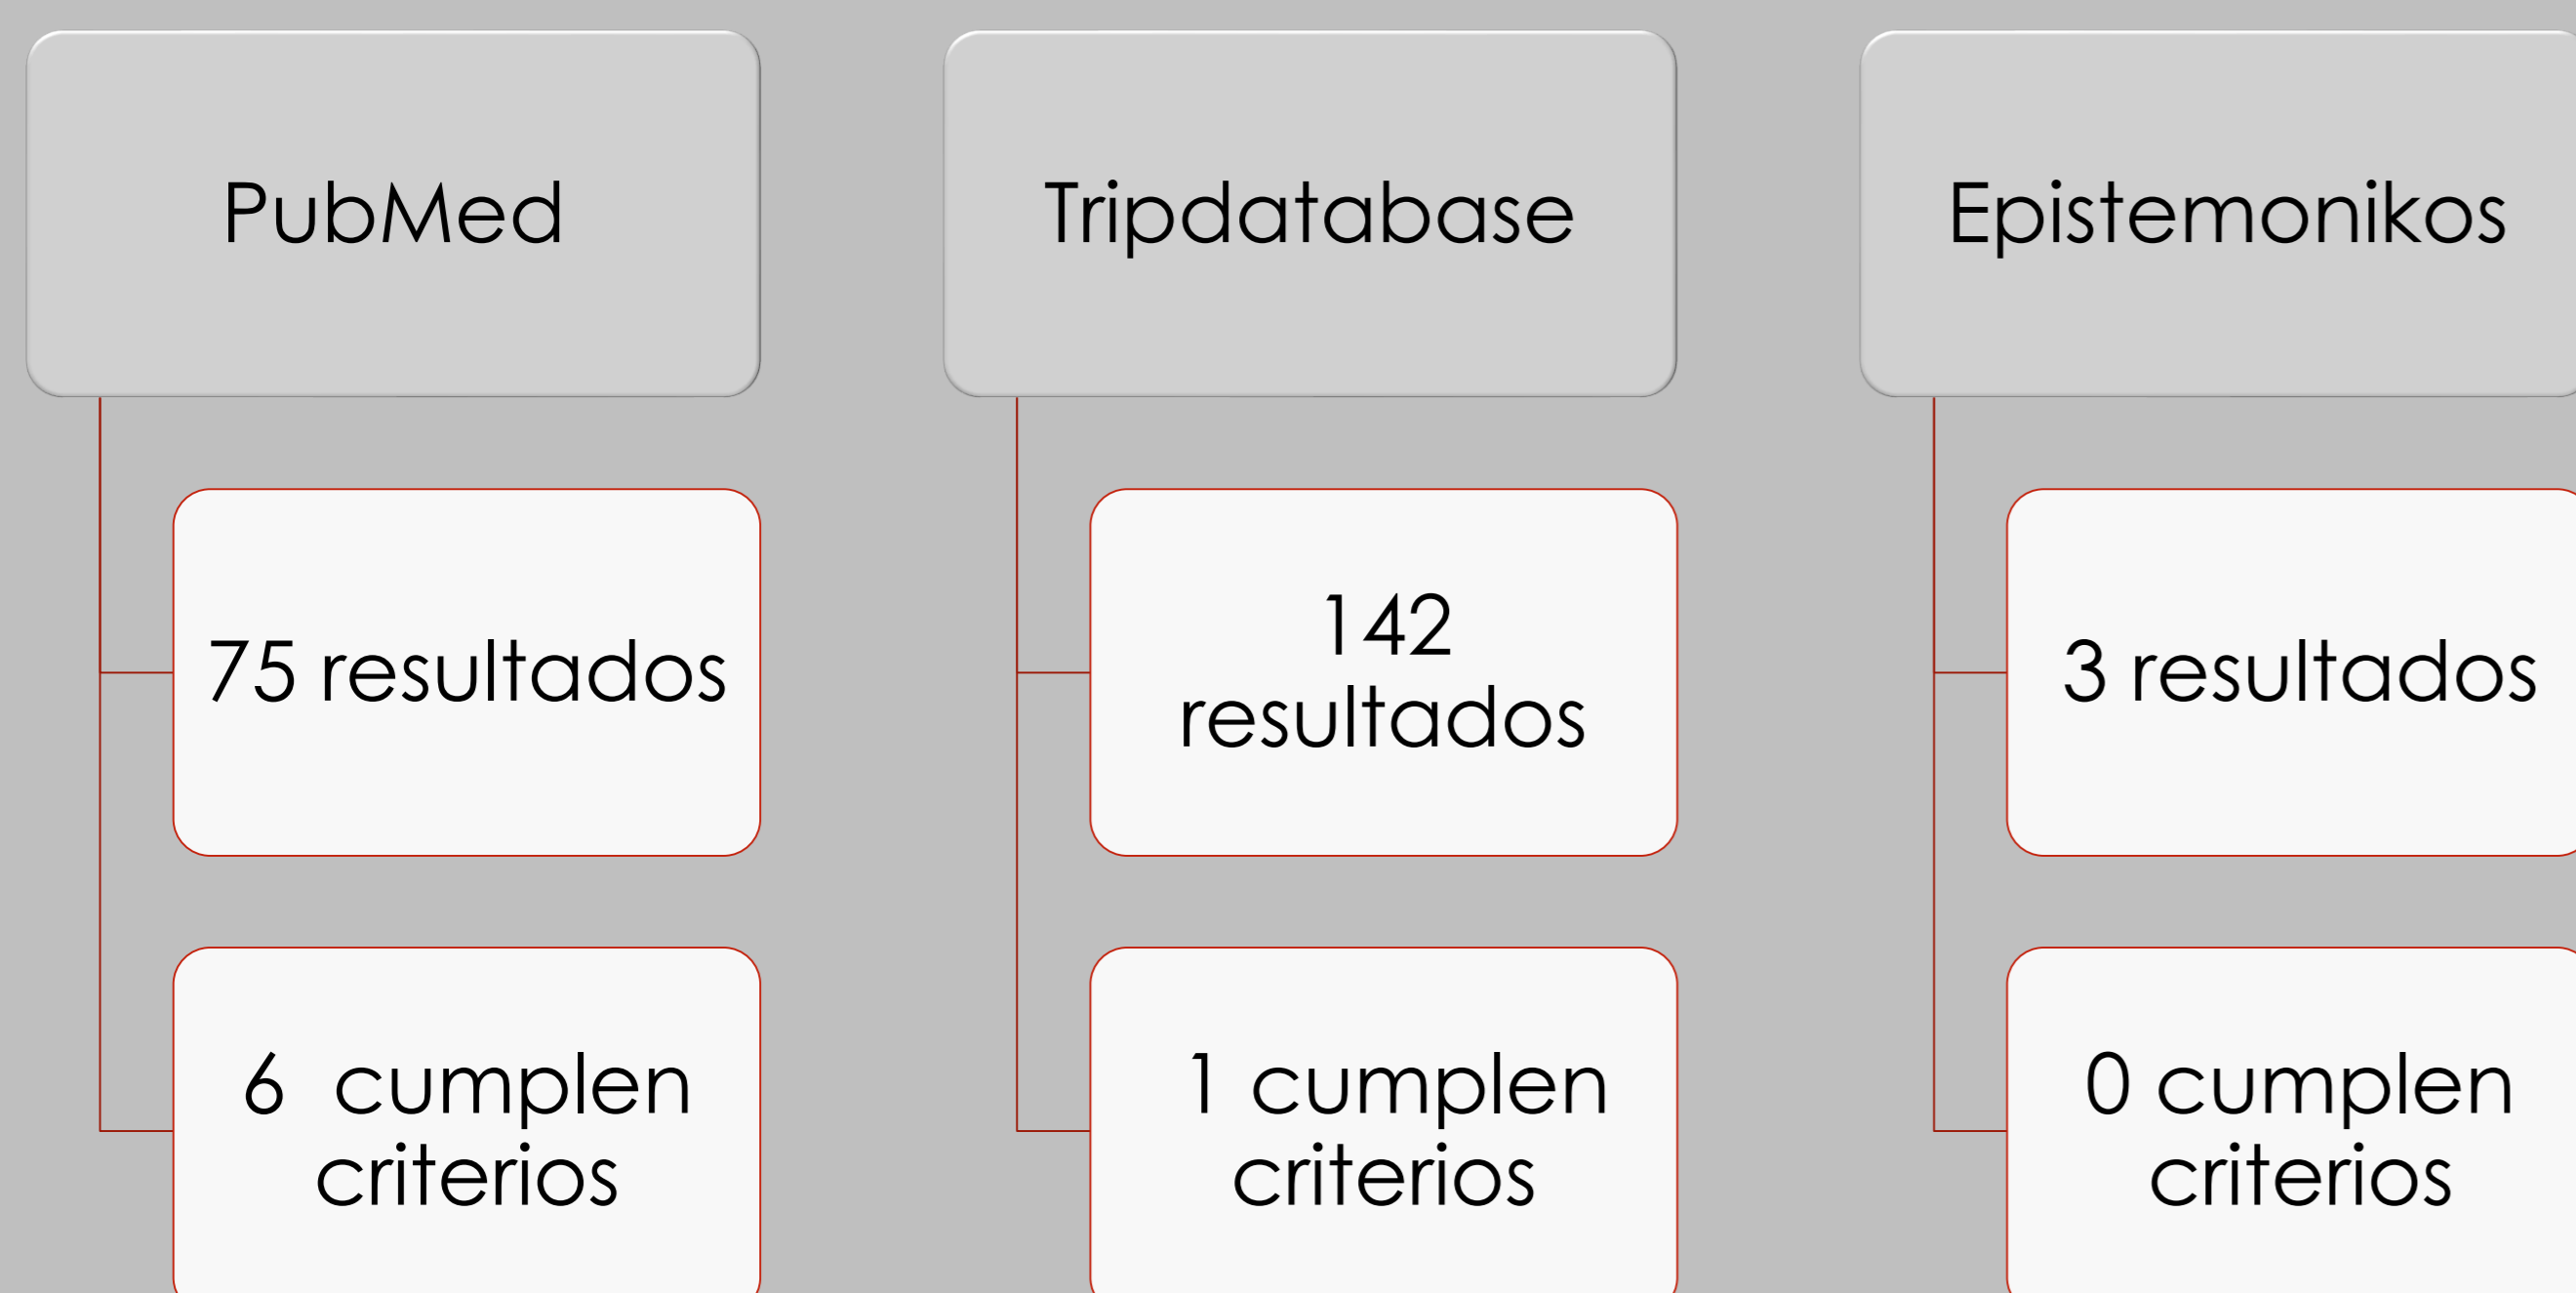 PubMed
75 resultados
6  cumplen
criterios
Tripdatabase
142
resultados
1 cumplen
criterios
Epistemonikos
3 resultados
0 cumplen
criterios